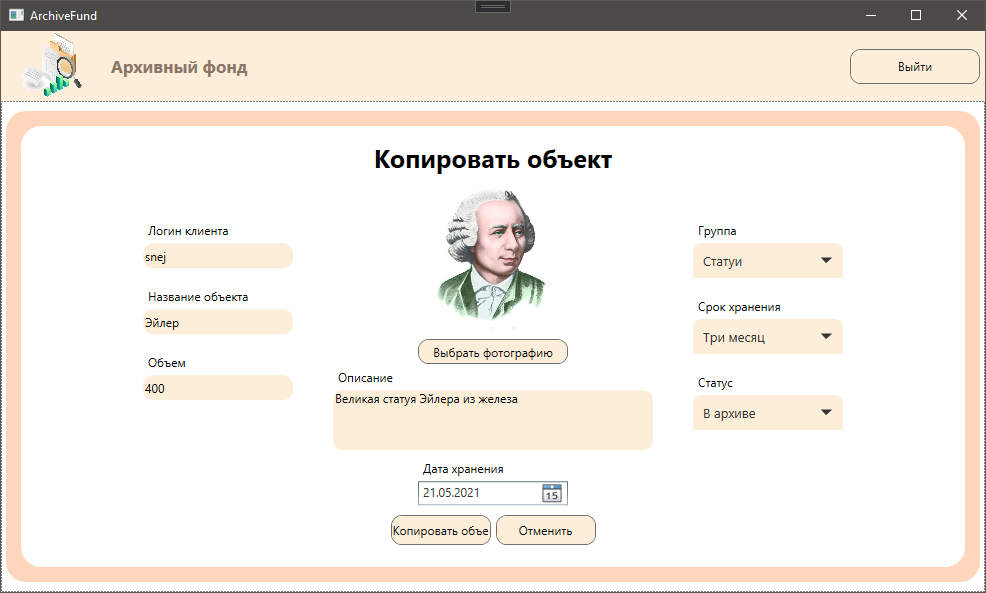 ArchiveFund
Архивный фонд
Выйти
Копировать объект
Логин клиента
snej
Название объекта
Эйлер
Объем
400
Выбрать фотографию
Описание
Великая статуя Эйлера из железа
Дата хранения
21.05.2021
15
Копировать объе
Отменить
Группа
Статуи
Срок хранения
Три месяц
Статус
В архиве